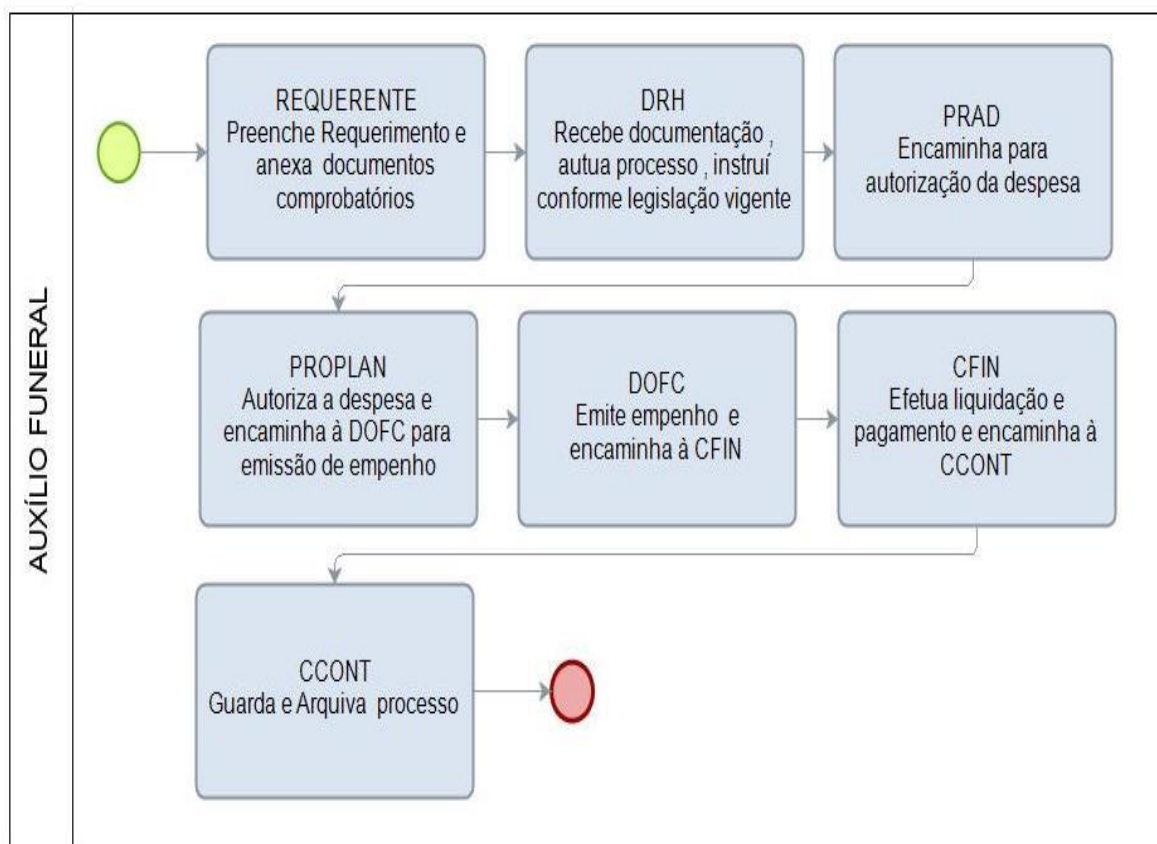 AUXÍLIO FUNERAL
REQUERENTE
Preenche Requerimento e
anexa documentos
comprobatórios
DRH
Recebe documentação ,
autua processo , instruí
conforme legislação vigente
PRAD
Encaminha para
autorização da despesa
PROPLAN
Autoriza a despesa e
encaminha à DOFC para
emissão de empenho
DOFC
Emite empenho e
encaminha à CFIN
CFIN
Efetua liquidação e
pagamento e encaminha à
CCONT
CCONT
Guarda e Arquiva processo